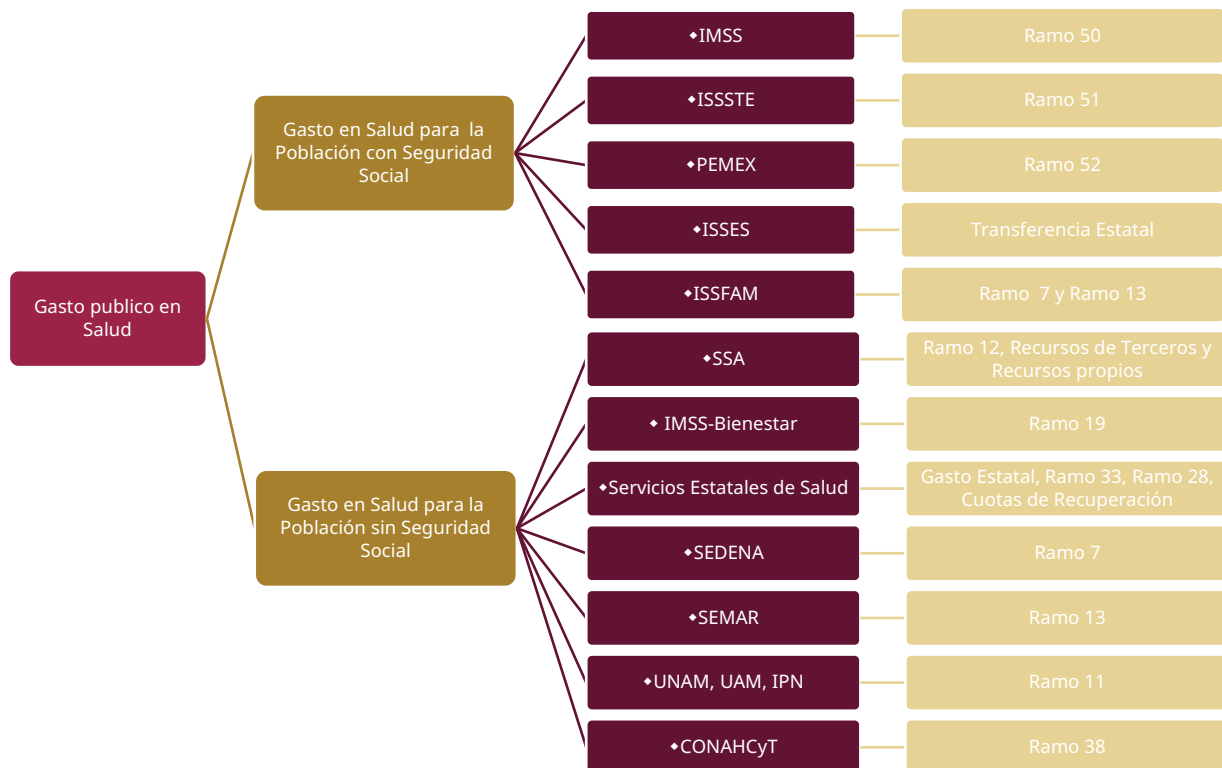 Gasto publico en
Salud
Gasto en Salud para  la
Población con Seguridad
Social
◆IMSS
Ramo 50
◆ISSSTE
Ramo 51
◆PEMEX
Ramo 52
◆ISSES
Transferencia Estatal
◆ISSFAM
Ramo  7 y Ramo 13
Gasto en Salud para la
Población sin Seguridad
Social
◆SSA
Ramo 12, Recursos de Terceros y
Recursos propios
◆ IMSS-Bienestar
Ramo 19
◆Servicios Estatales de Salud
Gasto Estatal, Ramo 33, Ramo 28,
Cuotas de Recuperación
◆SEDENA
Ramo 7
◆SEMAR
Ramo 13
◆UNAM, UAM, IPN
Ramo 11
◆CONAHCyT
Ramo 38